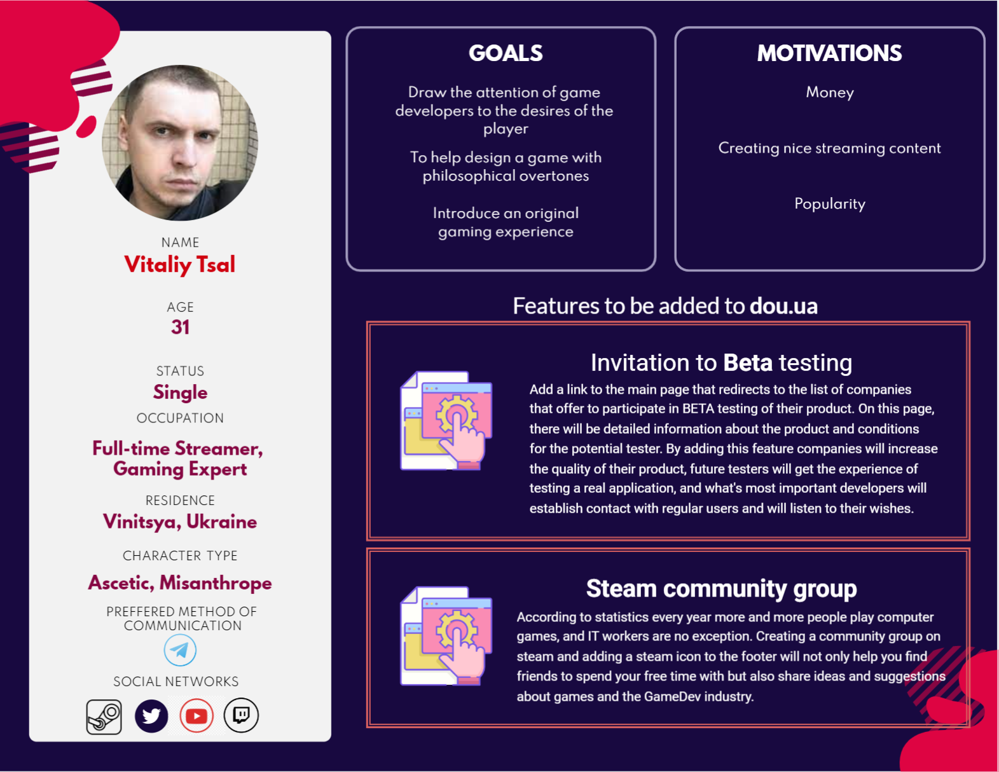 NAME
Vitaliy Tsal
AGE
31
STATUS
Single
OCCUPATION
Full-time Streamer,
Gaming Expert
RESIDENCE
Vinitsya, Ukraine
CHARACTER TYPE
Ascetic, Misanthrope
PREFFERED METHOD OF
COMMUNICATION
SOCIAL NETWORKS
GOALS
Draw the attention of game
developers to the desires of the
player
To help design a game with
philosophical overtones
Introduce an original
gaming experience
MOTIVATIONS
Money
Creating nice streaming content
Popularity
Features to be added to dou.ua
Invitation to Beta testing
Add a link to the main page that redirects to the list of companies
that offer to participate in BETA testing of their product. On this page,
there will be detailed information about the product and conditions
for the potential tester. By adding this feature companies will increase
the quality of their product, future testers will get the experience of
testing a real application, and what's most important developers will
establish contact with regular users and will listen to their wishes.
Steam community group
According to statistics every year more and more people play computer
games, and IT workers are no exception. Creating a community group on
steam and adding a steam icon to the footer will not only help you find
friends to spend your free time with but also share ideas and suggestions
about games and the GameDev industry.